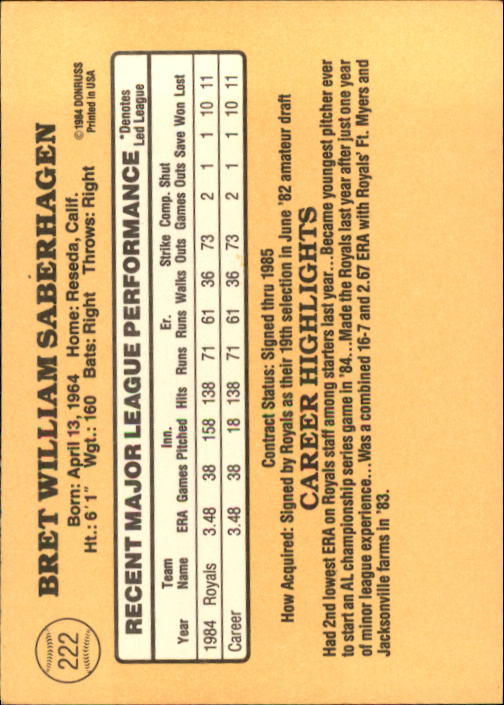 222
BRET WILLIAM SABERHAGEN
Born: April 13, 1964 Home: Reseda, Calif. ©1984 DONRUSS
Ht.: 6'1" Wgt.: 160 Bats: Right Throws: Right Printed in USA
RECENT MAJOR LEAGUE PERFORMANCE *Denotes Led League
Team Inn. Er. Strike Comp. Shut
Year Name ERA Games Pitched Hits Runs Runs Walks Outs Games Outs Save Won Lost
1984 Royals 3.48 38 158 138 71 61 36 73 2 1 1 10 11
Career 3.48 38 18 138 71 61 36 73 2 1 1 10 11
Contract Status: Signed thru 1985
How Acquired: Signed by Royals as their 19th selection in June '82 amateur draft
CAREER HIGHLIGHTS
Had 2nd lowest ERA on Royals staff among starters last year...Became youngest pitcher ever
to start an AL championship series game in '84...Made the Royals last year after just one year
of minor league experience...Was a combined 16-7 and 2.67 ERA with Royals' Ft. Myers and
Jacksonville farms in '83.